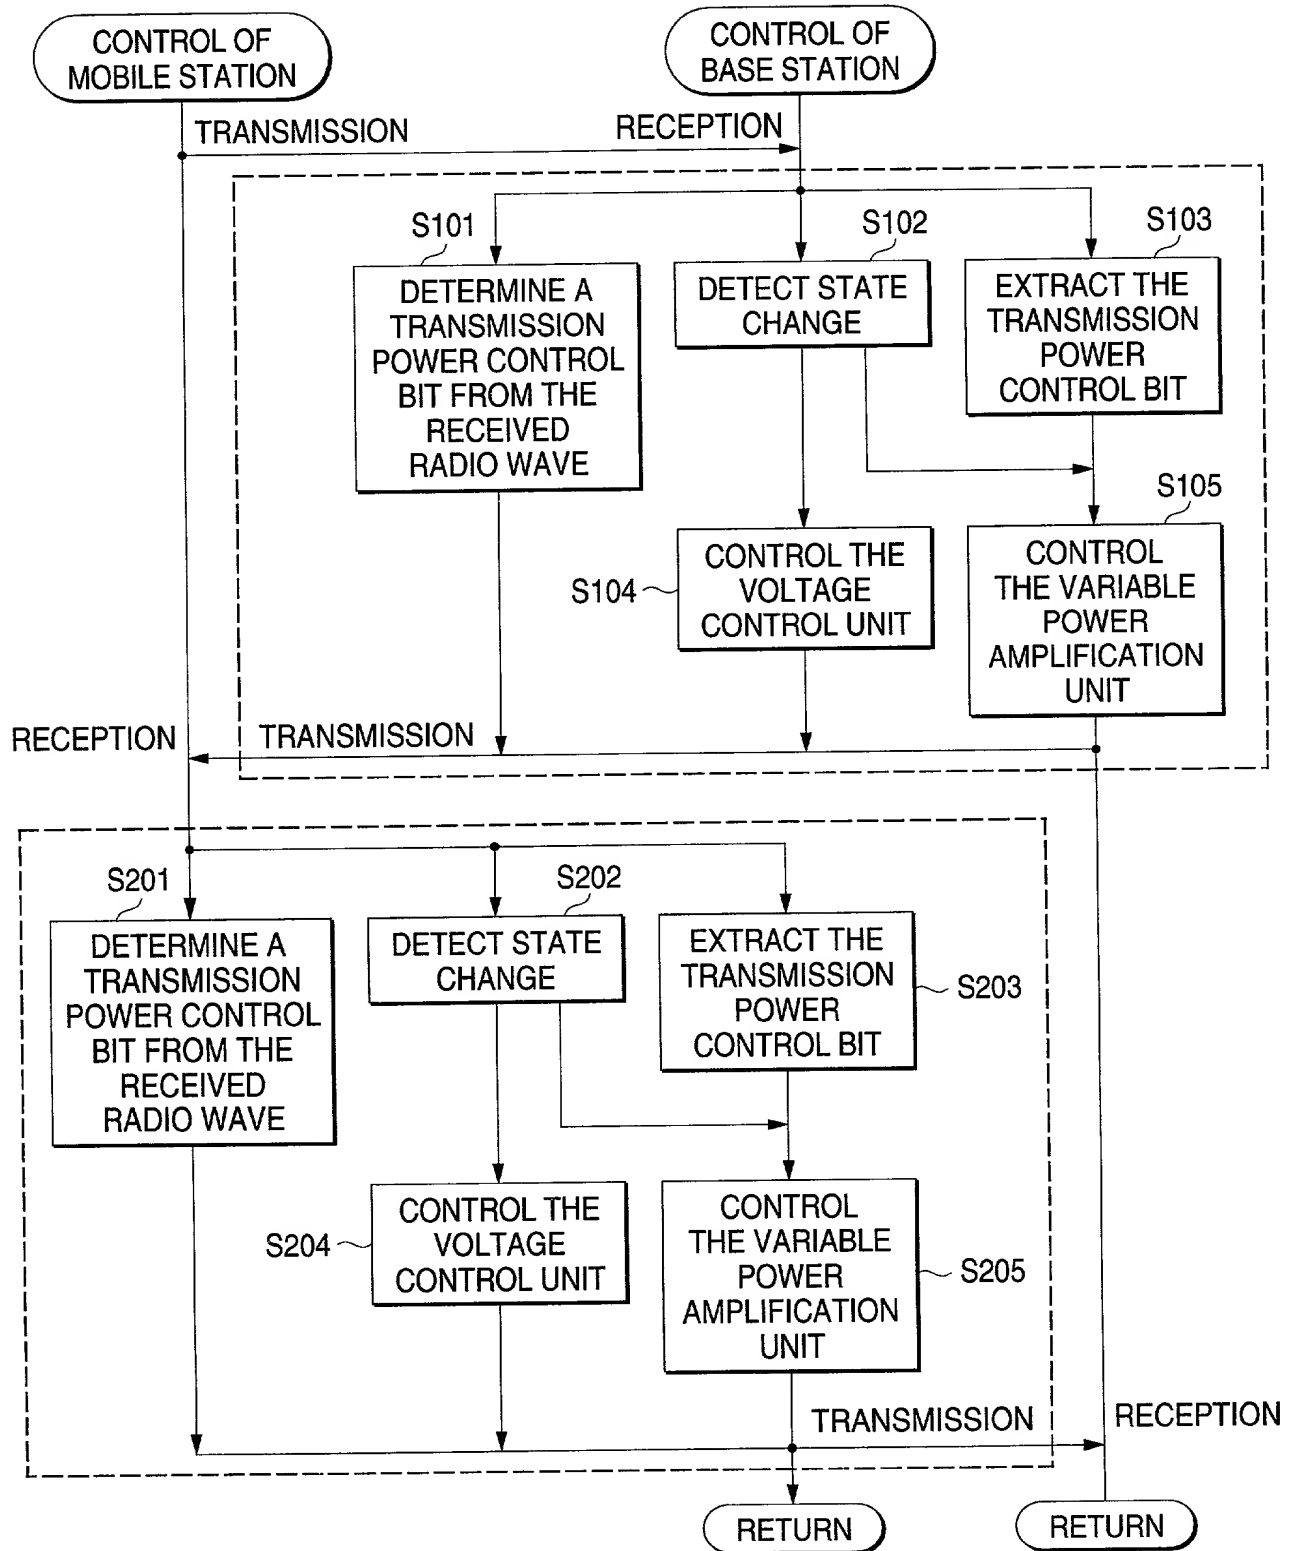 CONTROL OF
MOBILE STATION
CONTROL OF
BASE STATION
TRANSMISSION
RECEPTION
S101
S102
S103
DETERMINE A
TRANSMISSION
POWER CONTROL
BIT FROM THE
RECEIVED
RADIO WAVE
DETECT STATE
CHANGE
EXTRACT THE
TRANSMISSION
POWER
CONTROL BIT
S104
CONTROL THE
VOLTAGE
CONTROL UNIT
S105
CONTROL
THE VARIABLE
POWER
AMPLIFICATION
UNIT
RECEPTION
TRANSMISSION
S201
S202
DETERMINE A
TRANSMISSION
POWER CONTROL
BIT FROM THE
RECEIVED
RADIO WAVE
DETECT STATE
CHANGE
EXTRACT THE
TRANSMISSION
POWER
CONTROL BIT
S203
S204
CONTROL THE
VOLTAGE
CONTROL UNIT
CONTROL
THE VARIABLE
POWER
AMPLIFICATION
UNIT
S205
TRANSMISSION
RECEPTION
RETURN
RETURN